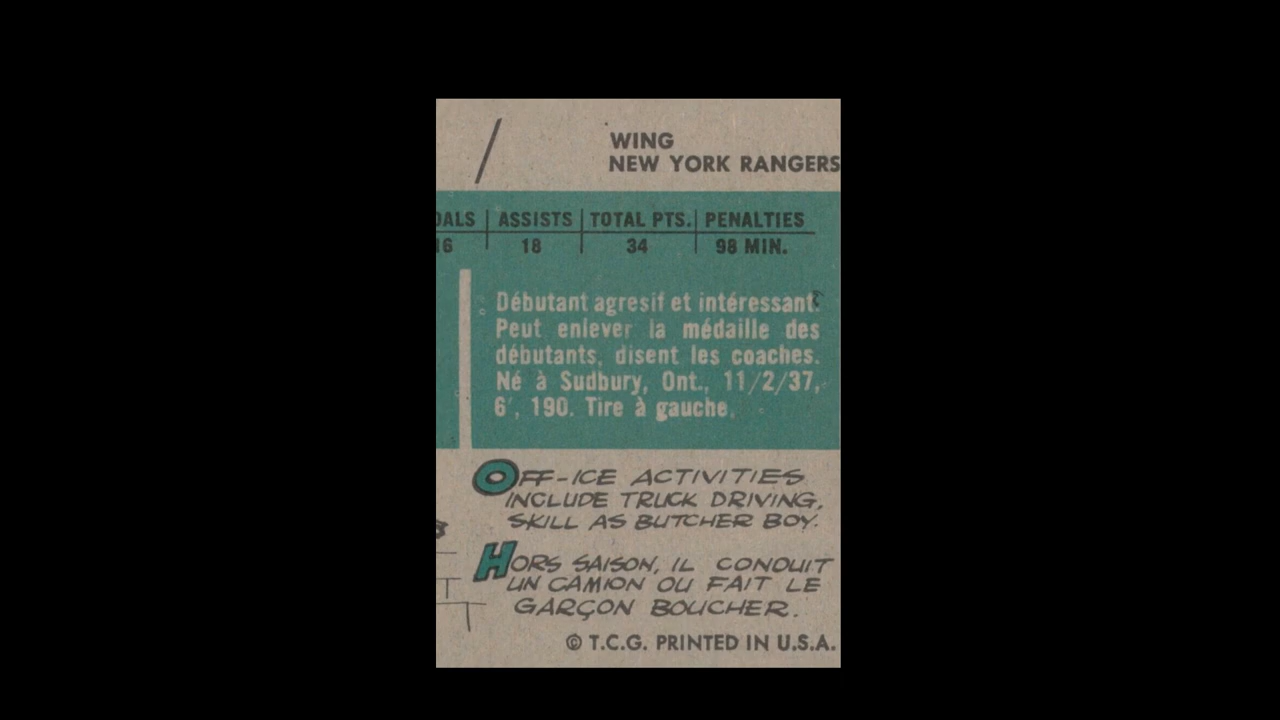 WING
NEW YORK RANGERS
ASSISTS TOTAL PTS. PENALTIES
16 18 34 98 MIN.
Débutant agresif et intéressant.
Peut enlever la médaille des
débutants, disent les coaches.
Né à Sudbury, Ont., 11/2/37,
6', 190. Tire à gauche.
OFF-ICE ACTIVITIES
INCLUDE TRUCK DRIVING,
SKILL AS BUTCHER BOY.
HORS SAISON, IL CONDUIT
UN CAMION OU FAIT LE
GARÇON BOUCHER.
© T.C.G. PRINTED IN U.S.A.